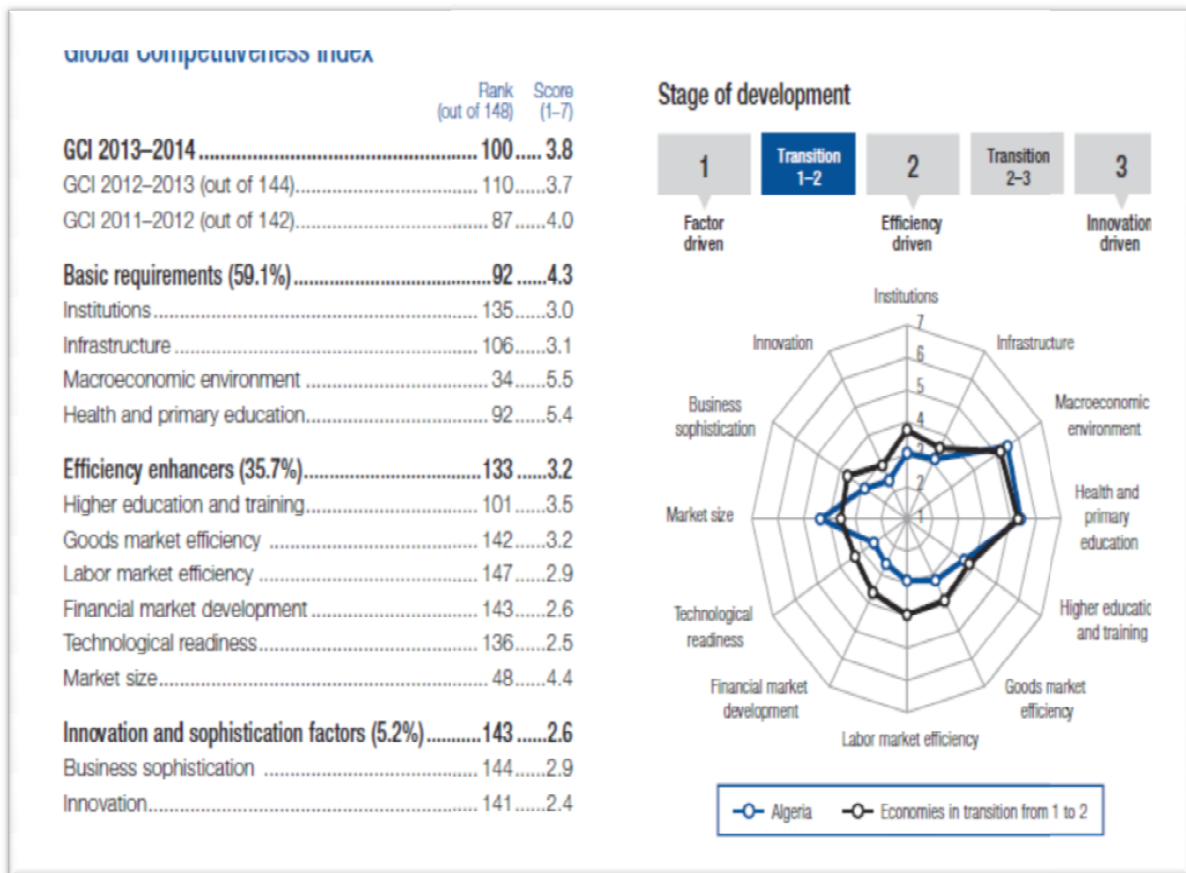 Global Competitiveness Index
Rank Score
(out of 148) (1–7)
GCI 2013–2014 100 3.8
GCI 2012–2013 (out of 144) 110 3.7
GCI 2011–2012 (out of 142) 87 4.0
Basic requirements (59.1%) 92 4.3
Institutions 135 3.0
Infrastructure 106 3.1
Macroeconomic environment 34 5.5
Health and primary education 92 5.4
Efficiency enhancers (35.7%) 133 3.2
Higher education and training 101 3.5
Goods market efficiency 142 3.2
Labor market efficiency 147 2.9
Financial market development 143 2.6
Technological readiness 136 2.5
Market size 48 4.4
Innovation and sophistication factors (5.2%) 143 2.6
Business sophistication 144 2.9
Innovation 141 2.4
Stage of development
1
Transition
1–2
2
Transition
2–3
3
Factor
driven
Efficiency
driven
Innovation
driven
Institutions
Infrastructure
Macroeconomic
environment
Health and
primary
education
Higher educatio
and training
Goods market
efficiency
Labor market efficiency
Financial market
development
Technological
readiness
Market size
Business
sophistication
Innovation
7
6
5
4
3
2
1
Algeria
Economies in transition from 1 to 2